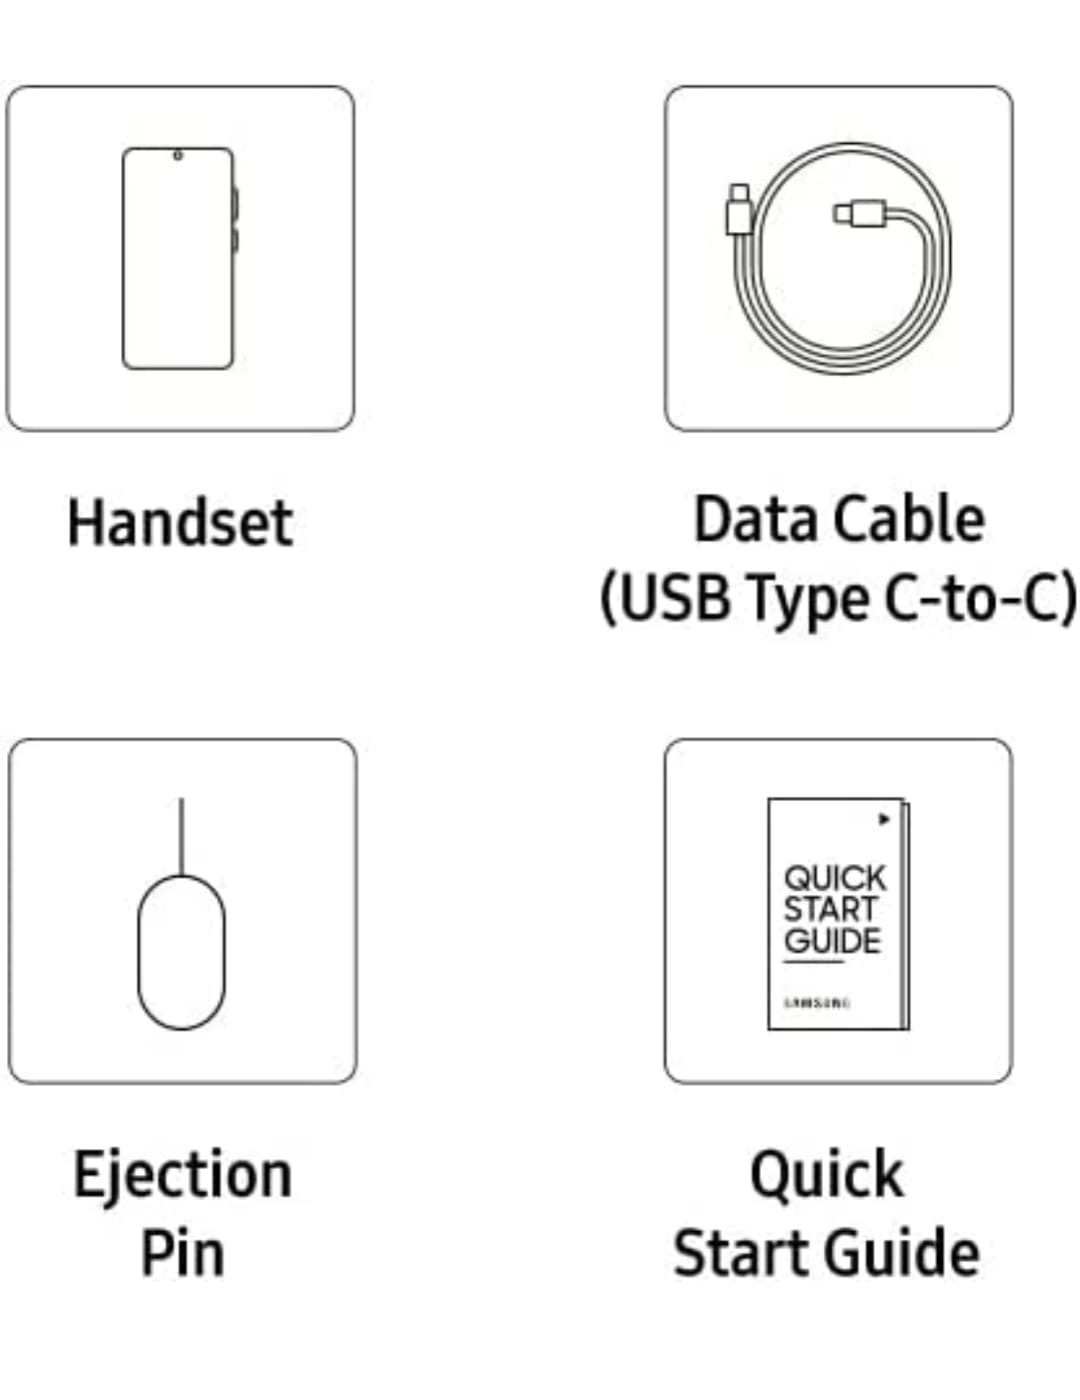 Handset
Data Cable
(USB Type C-to-C)
QUICK
START
GUIDE
SAMSUNG
Ejection
Pin
Quick
Start Guide